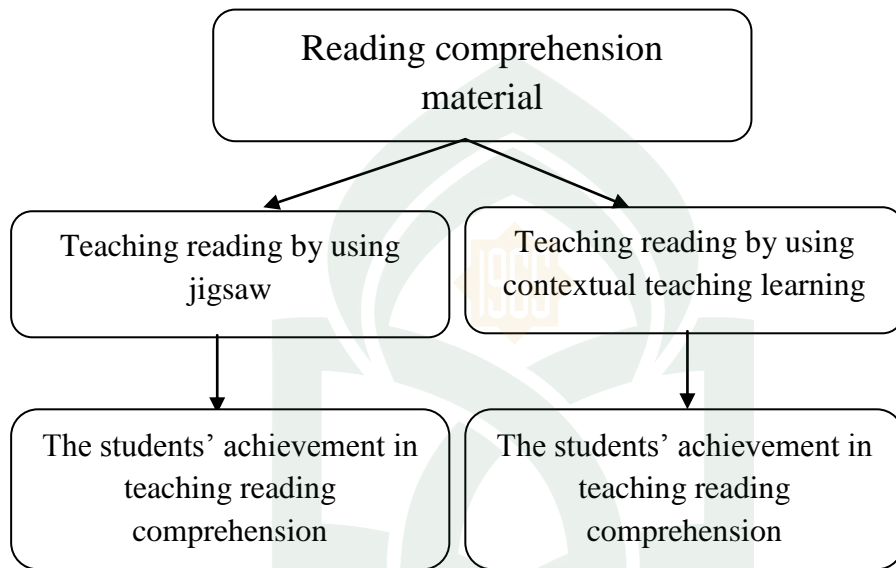 Reading comprehension
material
Teaching reading by using
jigsaw
Teaching reading by using
contextual teaching learning
The students’ achievement in
teaching reading
comprehension
The students’ achievement in
teaching reading
comprehension
1965